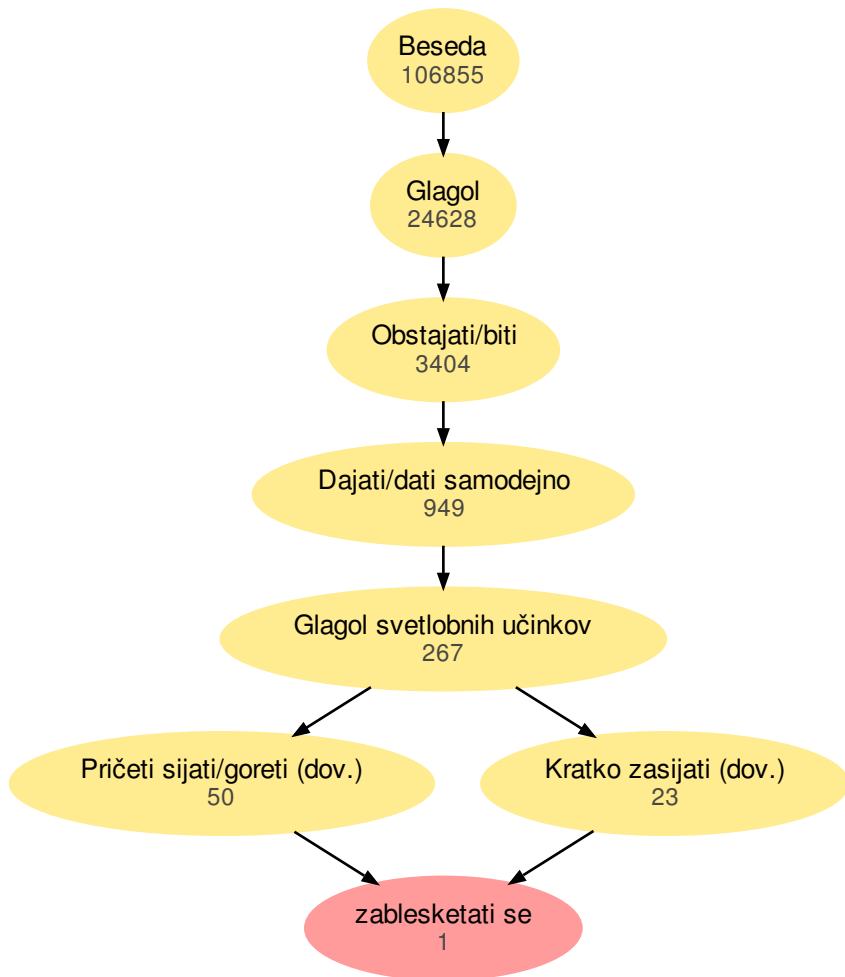 Beseda
106855
Glagol
24628
Obstajati/biti
3404
Dajati/dati samodejno
949
Glagol svetlobnih učinkov
267
Pričeti sijati/goreti (dov.)
50
Kratko zasijati (dov.)
23
zablesketati se
1